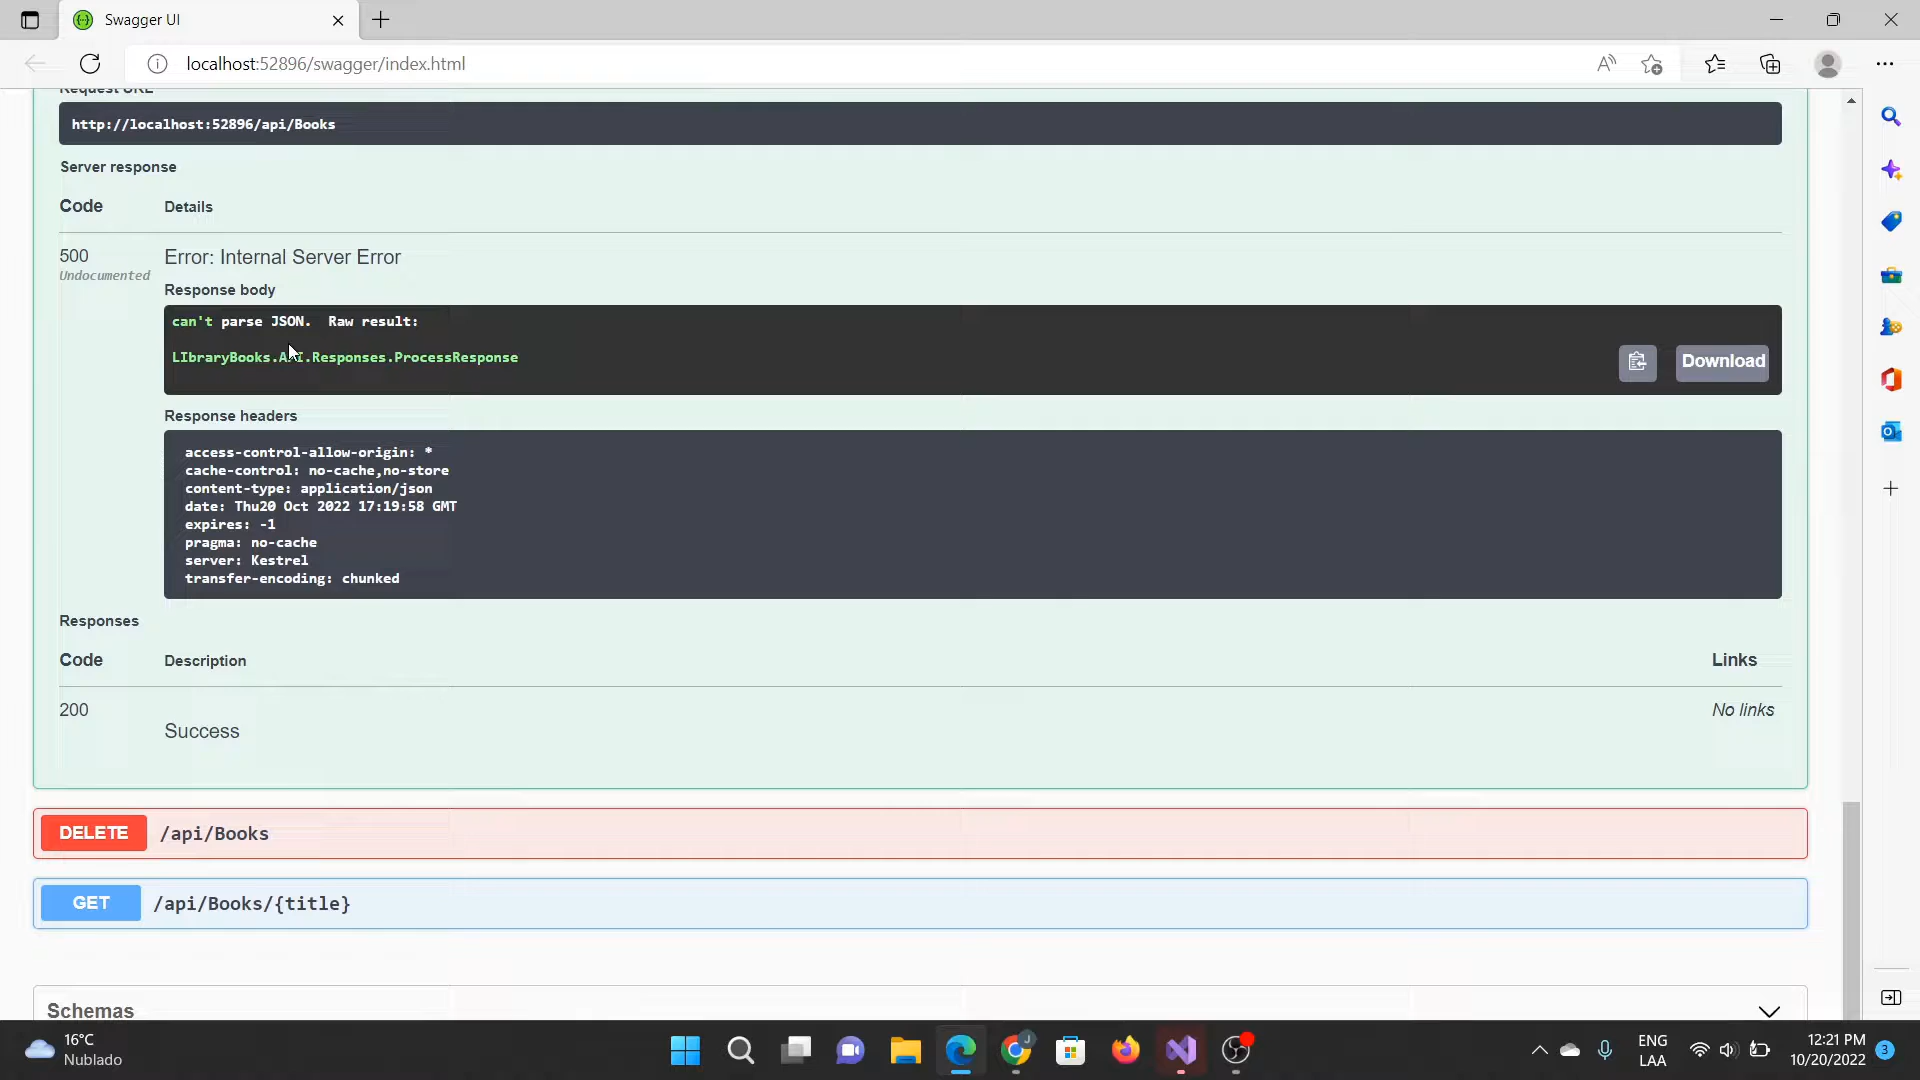 Swagger UI
localhost:52896/swagger/index.html
Request URL
http://localhost:52896/api/Books
Server response
Code Details
500 Error: Internal Server Error
Undocumented
Response body
can't parse JSON. Raw result:
LIbraryBooks.API.Responses.ProcessResponse
Download
Response headers
access-control-allow-origin: *
cache-control: no-cache,no-store
content-type: application/json
date: Thu20 Oct 2022 17:19:58 GMT
expires: -1
pragma: no-cache
server: Kestrel
transfer-encoding: chunked
Responses
Code Description Links
200 No links
Success
DELETE /api/Books
GET /api/Books/{title}
Schemas
16°C
Nublado
J
ENG
LAA
12:21 PM
10/20/2022
3